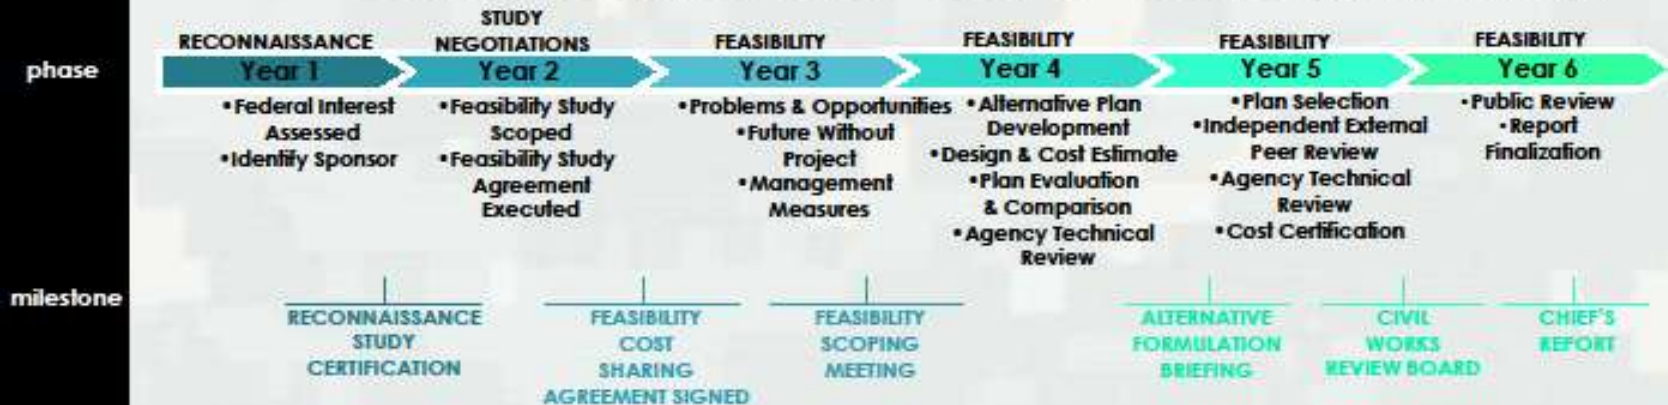 phase
RECONNAISSANCE
Year 1
•Federal Interest
Assessed
•Identify Sponsor
STUDY
NEGOTIATIONS
Year 2
•Feasibility Study
Scoped
•Feasibility Study
Agreement
Executed
FEASIBILITY
Year 3
•Problems & Opportunities
•Future Without
Project
•Management
Measures
FEASIBILITY
Year 4
•Alternative Plan
Development
•Design & Cost Estimate
•Plan Evaluation
& Comparison
•Agency Technical
Review
FEASIBILITY
Year 5
•Plan Selection
•Independent External
Peer Review
•Agency Technical
Review
•Cost Certification
FEASIBILITY
Year 6
•Public Review
•Report
Finalization
milestone
RECONNAISSANCE
STUDY
CERTIFICATION
FEASIBILITY
COST
SHARING
AGREEMENT SIGNED
FEASIBILITY
SCOPING
MEETING
ALTERNATIVE
FORMULATION
BRIEFING
CIVIL
WORKS
REVIEW BOARD
CHIEF'S
REPORT